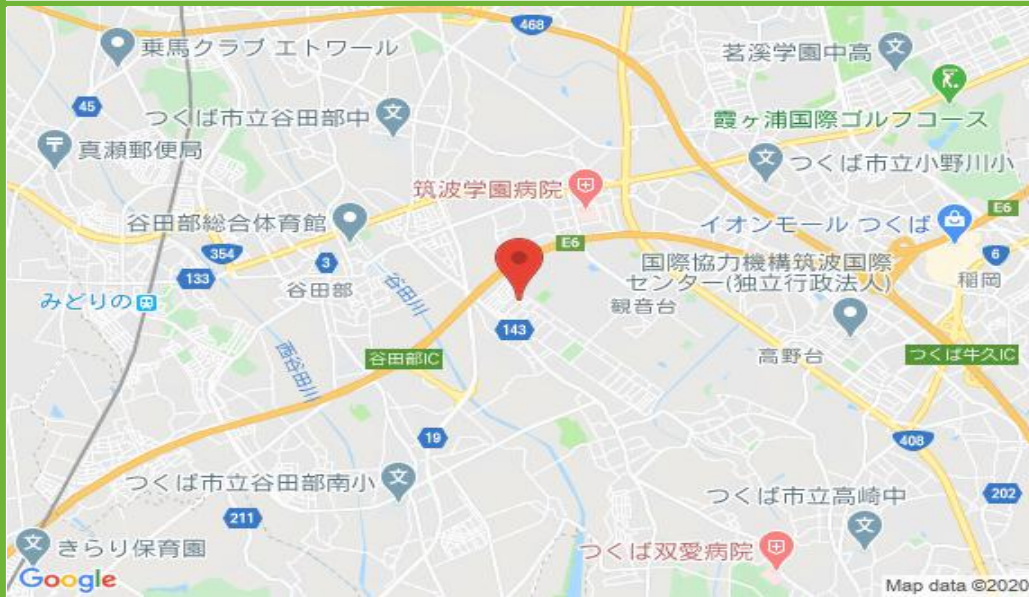 468
乗馬クラブ エトワール
茗溪学園中高
45
つくば市立谷田部中
霞ヶ浦国際ゴルフコース
真瀬郵便局
つくば市立小野川小
筑波学園病院
谷田部総合体育館
イオンモール つくば
E6
E6
354
3
国際協力機構筑波国際
センター(独立行政法人)
6
133
谷田部
谷田川
稲岡
みどりの
観音台
143
谷田部IC
西谷田川
高野台
つくば牛久IC
19
408
つくば市立谷田部南小
つくば市立高崎中
202
211
きらり保育園
つくば双愛病院
Google
Map data ©2020